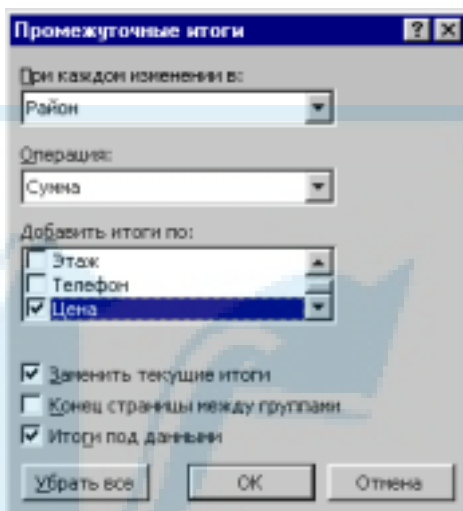 Промежуточные итоги
При каждом изменении в:
Район
Операция:
Сумма
Добавить итоги по:
Этаж
Телефон
Цена
Заменить текущие итоги
Конец страницы между группами
Итоги под данными
Убрать все ОК Отмена